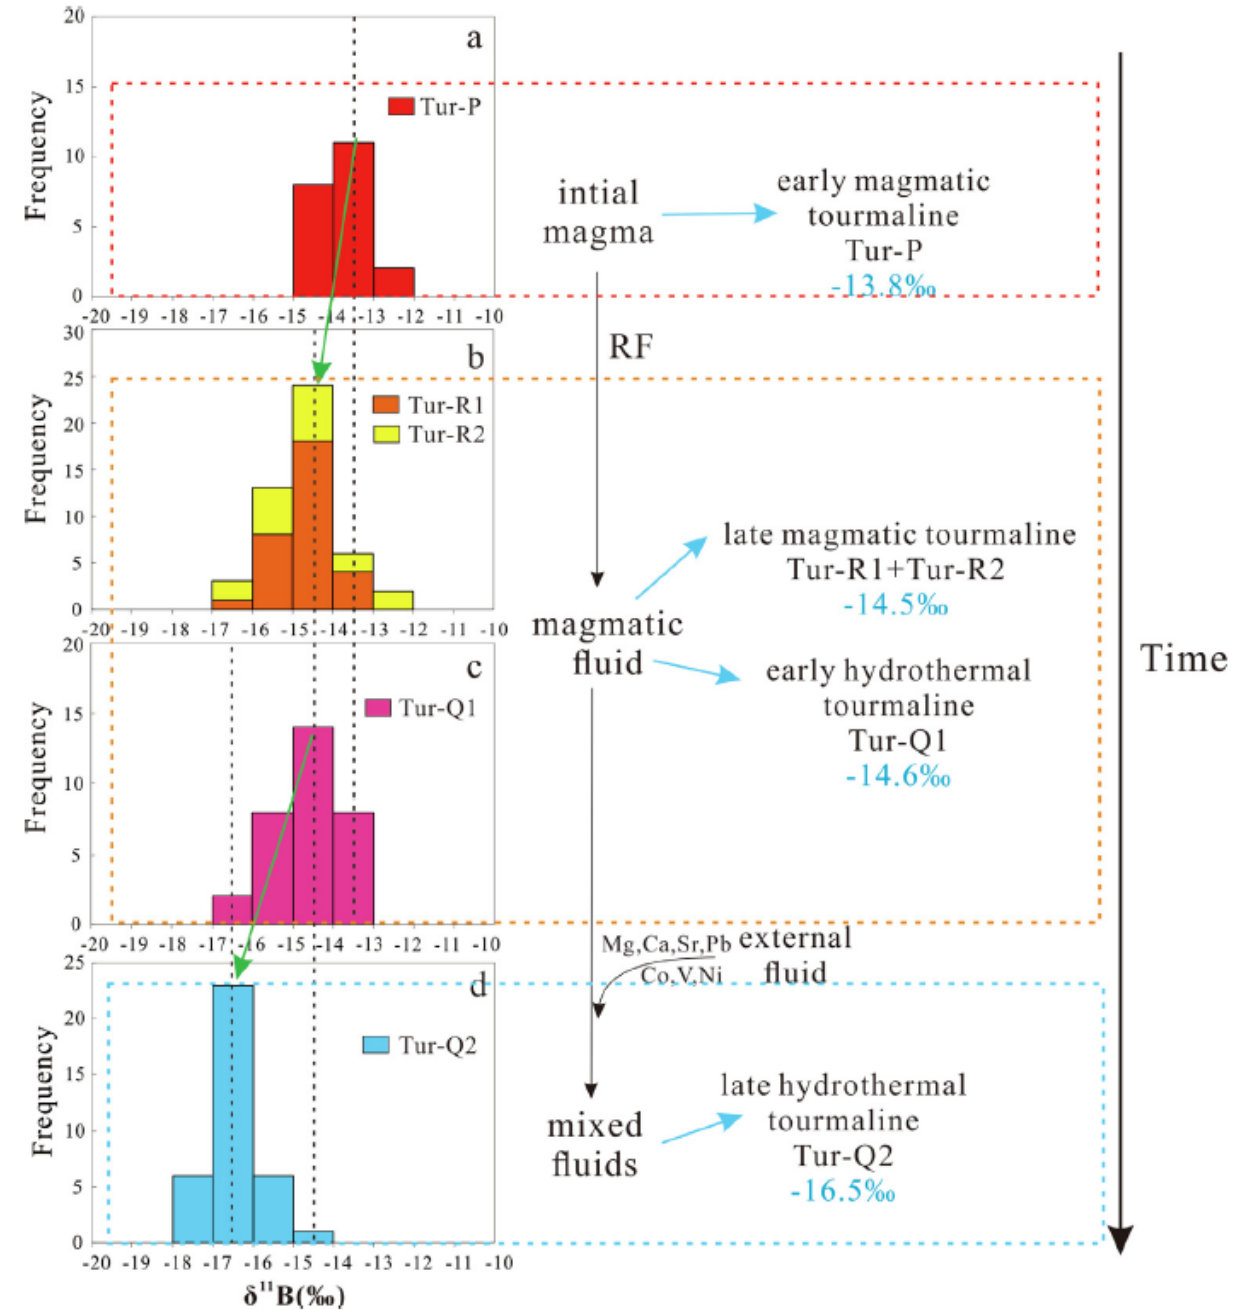 20
15
10
5
0
Frequency
a
Tur-P
-20 -19 -18 -17 -16 -15 -14 -13 -12 -11 -10
intial
magma
early magmatic
tourmaline
Tur-P
-13.8‰
RF
30
25
20
15
10
5
0
Frequency
b
Tur-R1
Tur-R2
-20 -19 -18 -17 -16 -15 -14 -13 -12 -11 -10
late magmatic tourmaline
Tur-R1+Tur-R2
-14.5‰
magmatic
fluid
early hydrothermal
tourmaline
Tur-Q1
-14.6‰
Time
20
15
10
5
0
Frequency
c
Tur-Q1
-20 -19 -18 -17 -16 -15 -14 -13 -12 -11 -10
Mg,Ca,Sr,Pb
Co,V,Ni
external
fluid
25
20
15
10
5
0
Frequency
d
Tur-Q2
-20 -19 -18 -17 -16 -15 -14 -13 -12 -11 -10
δ¹¹B(‰)
mixed
fluids
late hydrothermal
tourmaline
Tur-Q2
-16.5‰